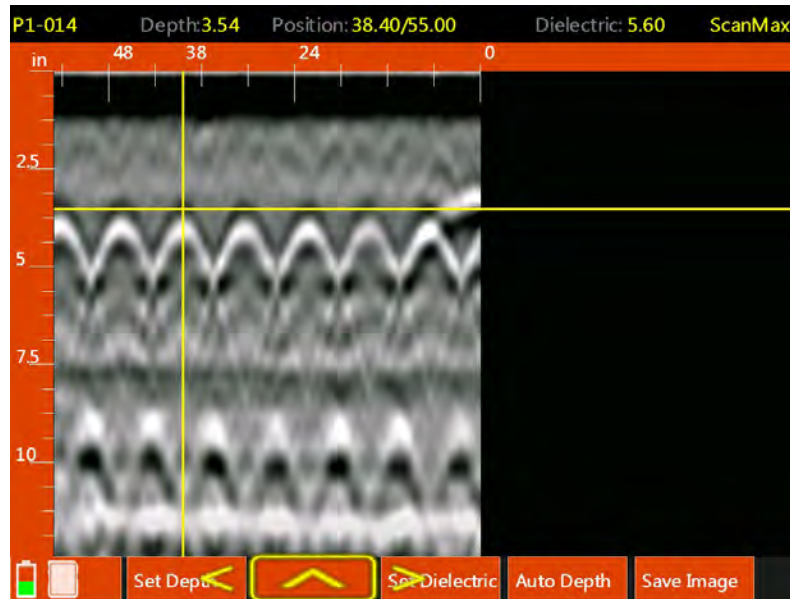 P1-014 Depth:3.54 Position: 38.40/55.00 Dielectric: 5.60 ScanMax
in 48 38 24 0
2.5
5
7.5
10
Set Depth < Set Dielectric > Auto Depth Save Image